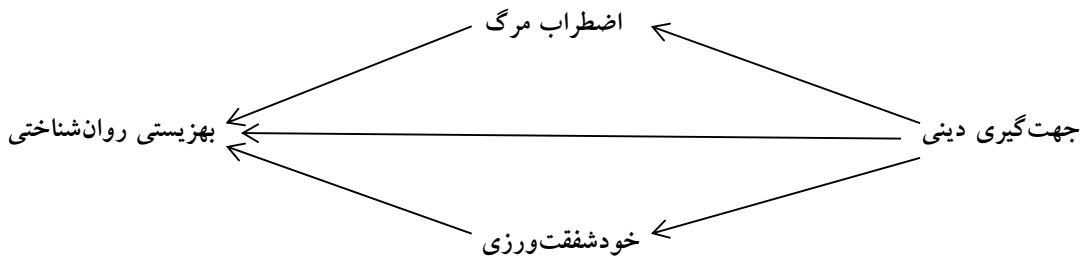 اضطراب مرگ
جهت‌گیری دینی
بهزیستی روان‌شناختی
خودشفقت‌ورزی